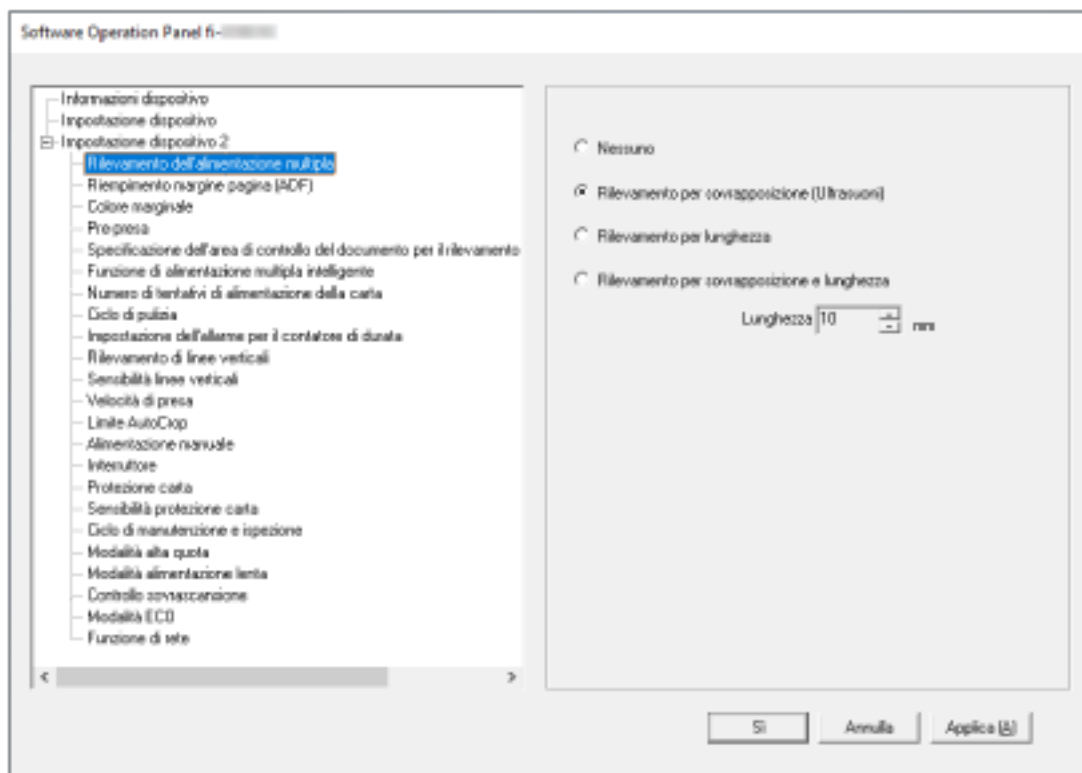 Software Operation Panel fi-
Informazioni dispositivo
Impostazione dispositivo
Impostazione dispositivo 2
Rilevamento dell'alimentazione multipla
Riempimento margine pagina (ADF)
Colore marginale
Pre-presa
Specificazione dell'area di controllo del documento per il rilevamento
Funzione di alimentazione multipla intelligente
Numero di tentativi di alimentazione della carta
Ciclo di pulizia
Impostazione dell'allarme per il contatore di durata
Rilevamento di linee verticali
Sensibilità linee verticali
Velocità di presa
Limite AutoCrop
Alimentazione manuale
Interruttore
Protezione carta
Sensibilità protezione carta
Ciclo di manutenzione e ispezione
Modalità alta quota
Modalità alimentazione lenta
Controllo sovrascansione
Modalità ECO
Funzione di rete
Nessuno
Rilevamento per sovrapposizione (Ultrasuoni)
Rilevamento per lunghezza
Rilevamento per sovrapposizione e lunghezza
Lunghezza 10 mm
Sì Annulla Applica (A)